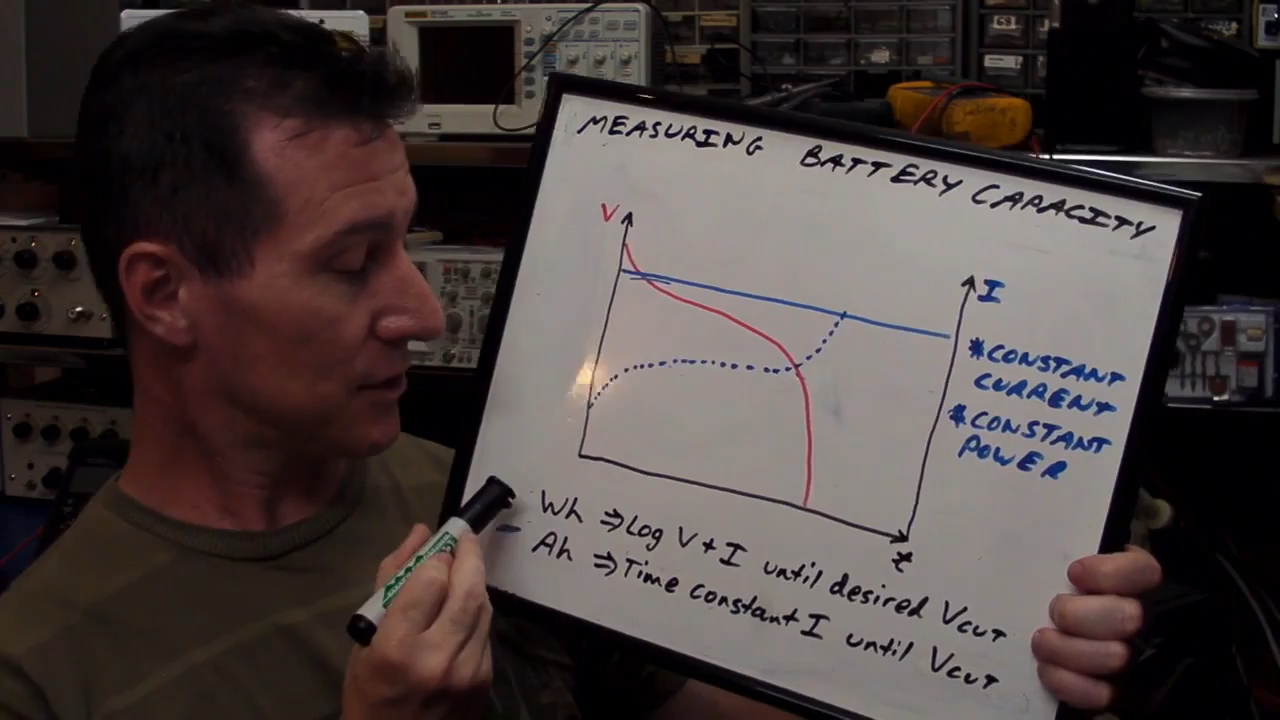 MEASURING BATTERY CAPACITY
V
I
*CONSTANT
CURRENT
*CONSTANT
POWER
t
Wh ⇒ Log V + I until desired VCUT
Ah ⇒ Time constant I until VCUT